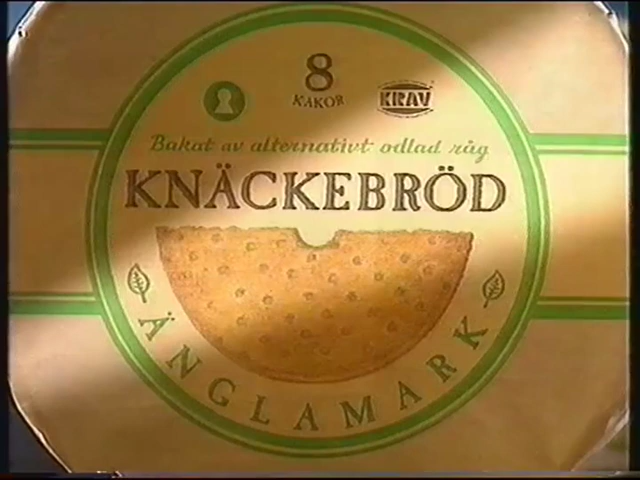 8
KAKOR
KRAV
Bakat av alternativt odlad råg
KNÄCKEBRÖD
ÄNGLAMARK